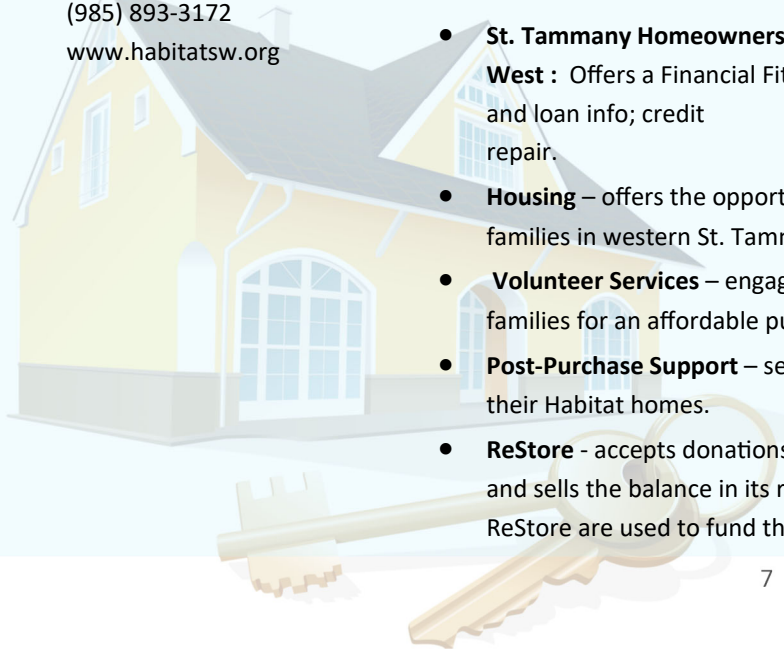 (985) 893-3172
www.habitatsw.org
• St. Tammany Homeowners
West : Offers a Financial Fit
and loan info; credit
repair.
• Housing – offers the opport
families in western St. Tamm
• Volunteer Services – engag
families for an affordable pu
• Post-Purchase Support – se
their Habitat homes.
• ReStore - accepts donations
and sells the balance in its r
ReStore are used to fund th
7